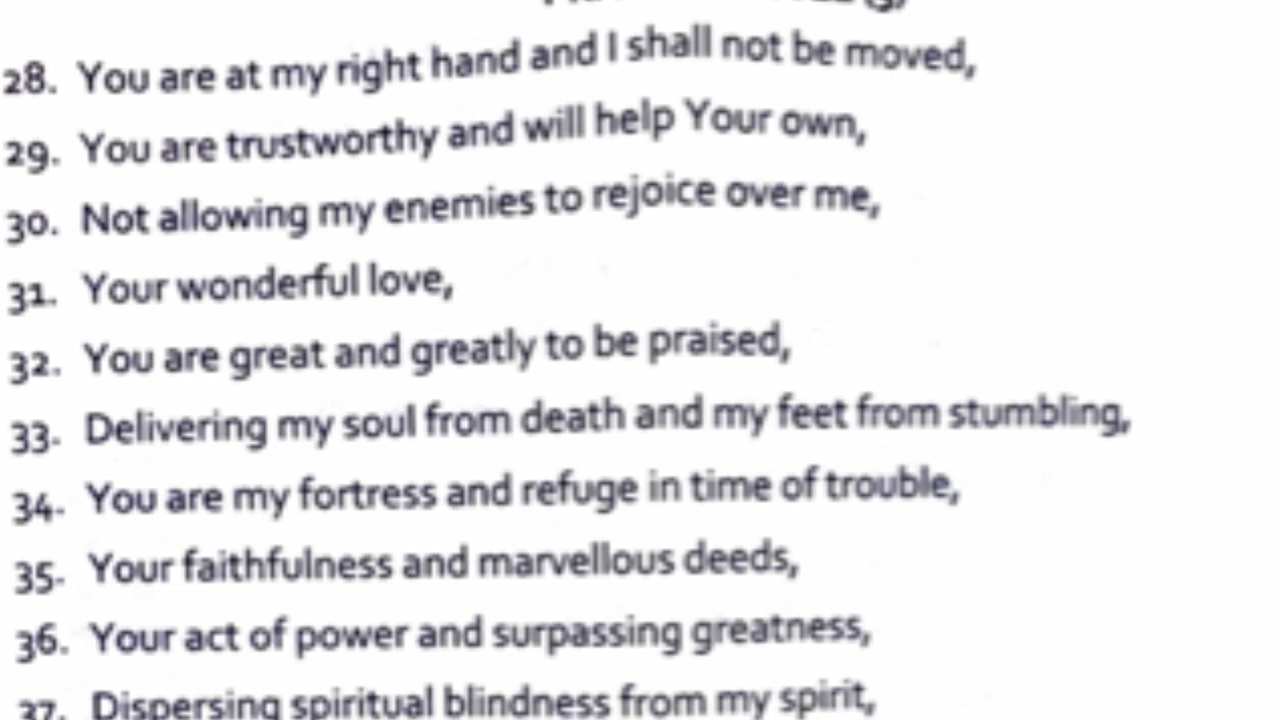 28. You are at my right hand and I shall not be moved,
29. You are trustworthy and will help Your own,
30. Not allowing my enemies to rejoice over me,
31. Your wonderful love,
32. You are great and greatly to be praised,
33. Delivering my soul from death and my feet from stumbling,
34. You are my fortress and refuge in time of trouble,
35. Your faithfulness and marvellous deeds,
36. Your act of power and surpassing greatness,
37. Dispersing spiritual blindness from my spirit,